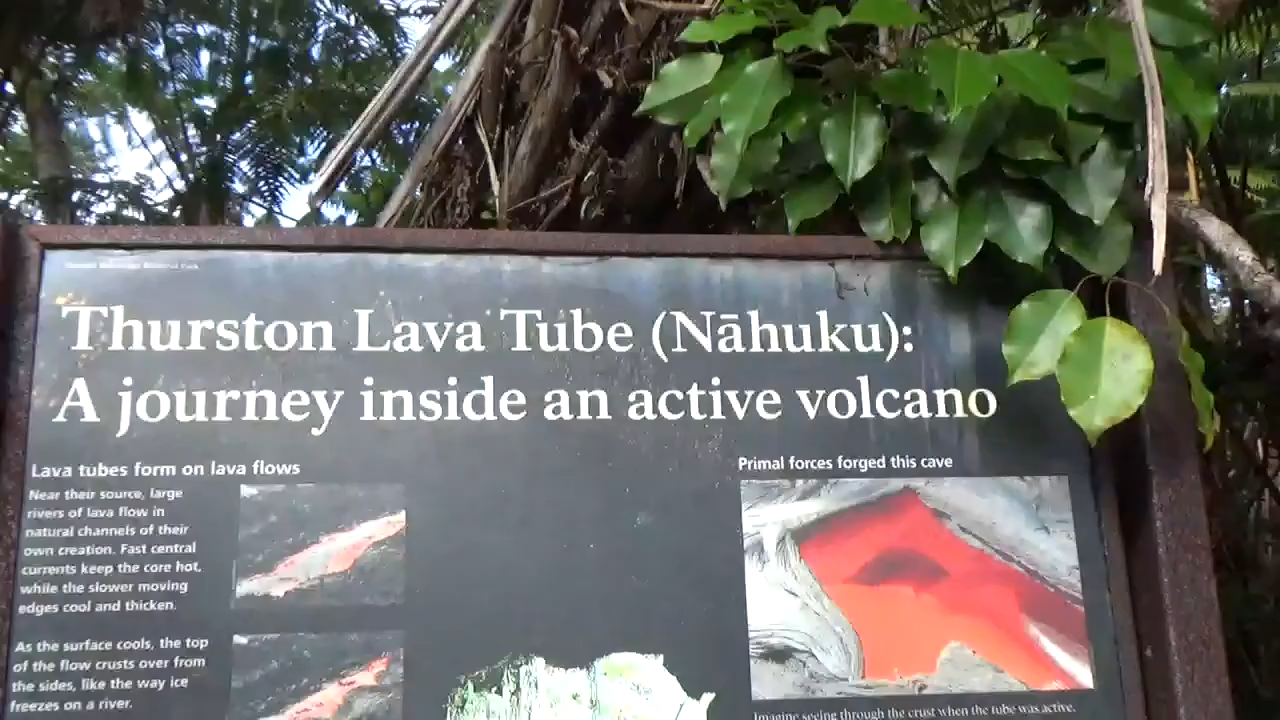 Thurston Lava Tube (Nāhuku):
A journey inside an active volcano
Lava tubes form on lava flows
Near their source, large
rivers of lava flow in
natural channels of their
own creation. Fast central
currents keep the core hot,
while the slower moving
edges cool and thicken.
As the surface cools, the top
of the flow crusts over from
the sides, like the way ice
freezes on a river.
Primal forces forged this cave
Imagine seeing through the crust when the tube was active.